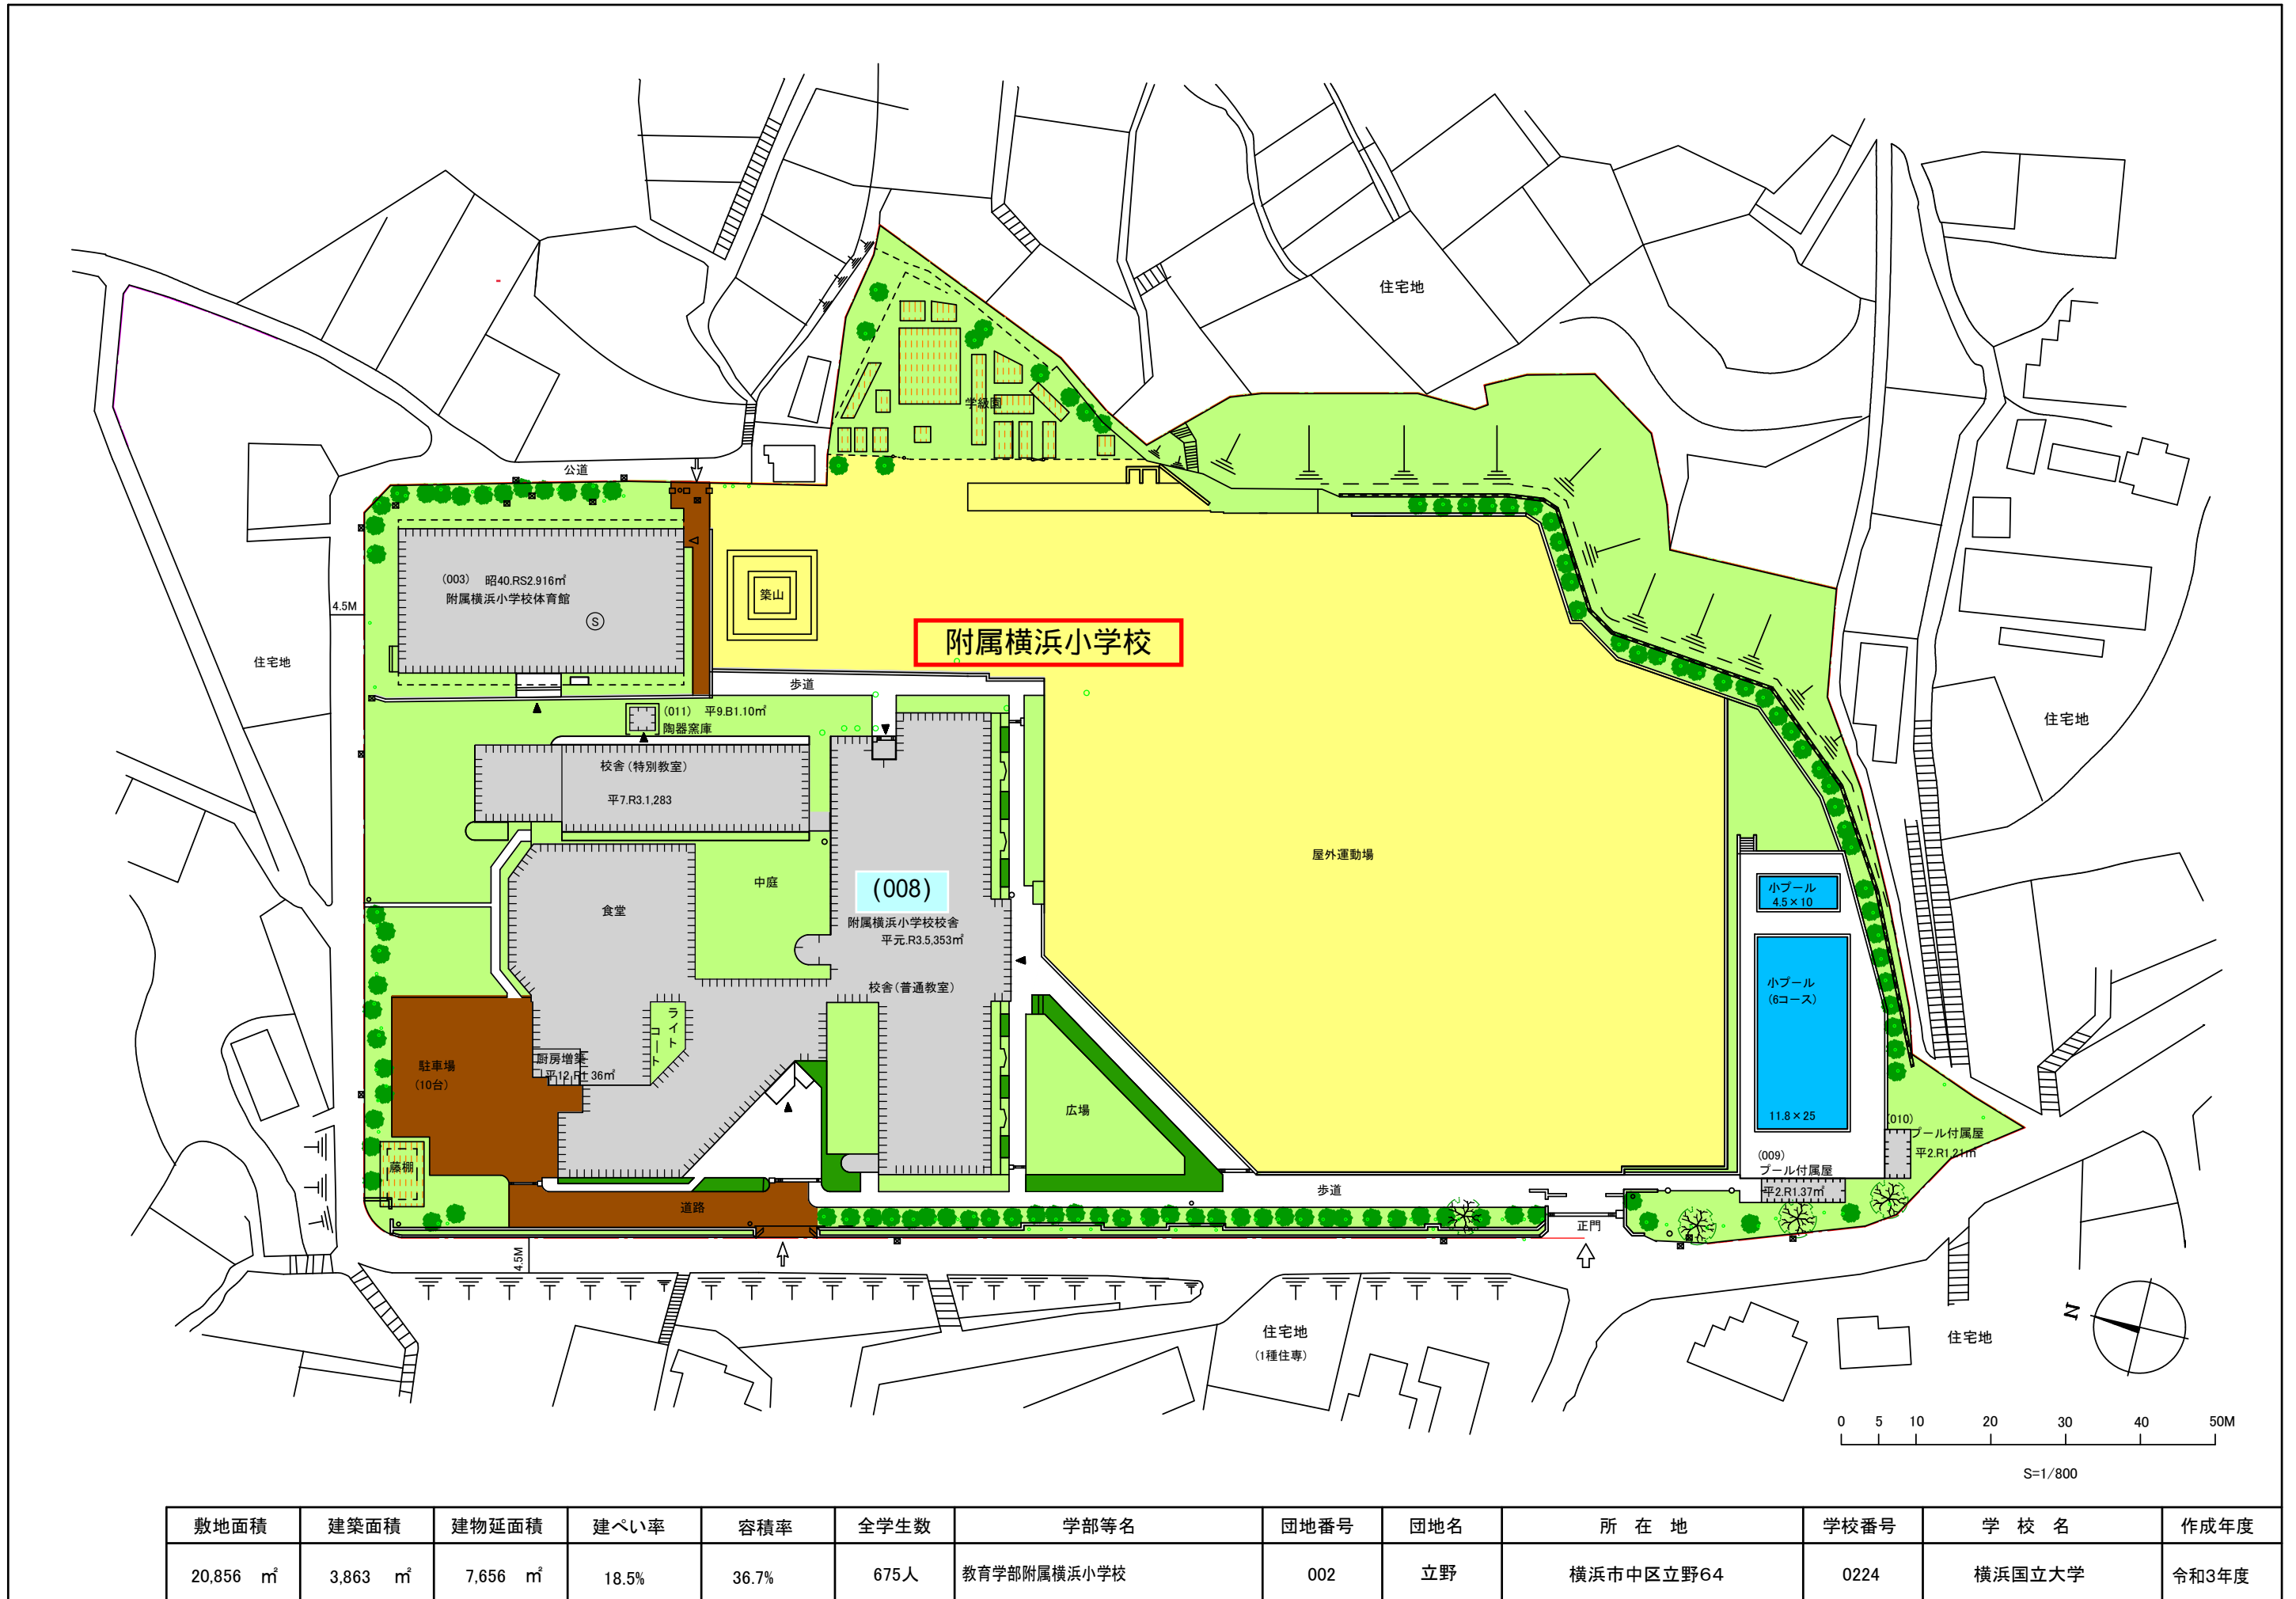 住宅地
学級園
公道
(003) 昭40.RS2.916㎡
附属横浜小学校体育館
S
4.5M
築山
附属横浜小学校
住宅地
歩道
住宅地
(011) 平9.B1.10㎡
陶器窯庫
校舎(特別教室)
平7.R3.1,283
屋外運動場
中庭
(008)
小プール
4.5×10
食堂
附属横浜小学校校舎
平元.R3.5,353㎡
校舎(普通教室)
小プール
(6コース)
ライト
コート
厨房増築
平12.R1.36㎡
駐車場
(10台)
広場
11.8×25
(010)
プール付属屋
平2.R1.21㎡
(009)
プール付属屋
平2.R1.37㎡
藤棚
歩道
道路
正門
4.5M
N
住宅地
(1種住専)
住宅地
0 5 10 20 30 40 50M
S=1/800
敷地面積 建築面積 建物延面積 建ぺい率 容積率 全学生数 学部等名 団地番号 団地名 所在地 学校番号 学校名 作成年度
20,856 ㎡ 3,863 ㎡ 7,656 ㎡ 18.5% 36.7% 675人 教育学部附属横浜小学校 002 立野 横浜市中区立野64 0224 横浜国立大学 令和3年度